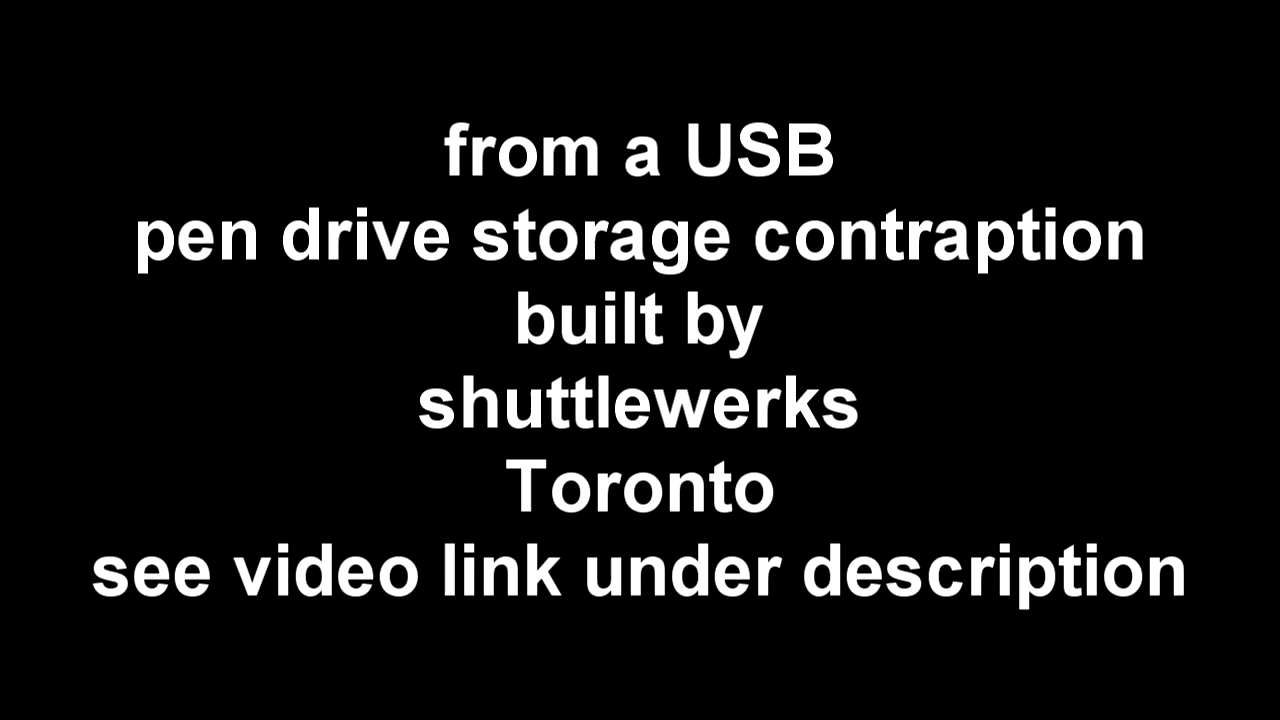 from a USB
pen drive storage contraption
built by
shuttlewerks
Toronto
see video link under description